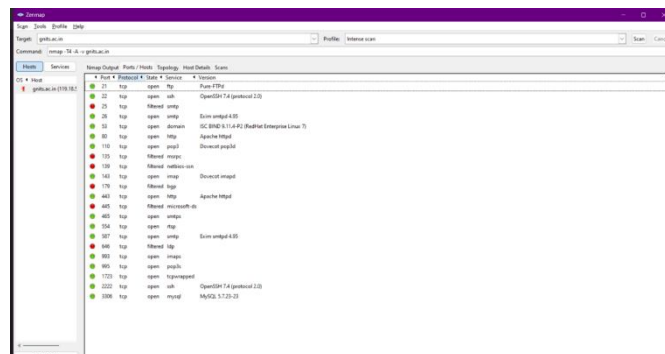 Zenmap
Scan Tools Profile Help
Target: gnits.ac.in Profile: Intense scan Scan
Command: nmap -T4 -A -v gnits.ac.in
Hosts Services Nmap Output Ports / Hosts Topology Host Details Scans
OS Host
gnits.ac.in
Port Protocol State Service Version
21 tcp open ftp Pure-FTPd
22 tcp open ssh OpenSSH 7.4 (protocol 2.0)
25 tcp filtered smtp
26 tcp open smtp Exim smtpd
53 tcp open domain ISC BIND 9.11.4-P2 (RedHat Enterprise Linux 7)
80 tcp open http Apache httpd
110 tcp open pop3 Dovecot pop3d
135 tcp filtered msrpc
139 tcp filtered netbios-ssn
143 tcp open imap Dovecot imapd
179 tcp filtered bgp
443 tcp open http Apache httpd
445 tcp filtered microsoft-ds
465 tcp open smtps
554 tcp open rtsp
587 tcp open smtp Exim smtpd
646 tcp filtered ldp
993 tcp open imaps
995 tcp open pop3s
1723 tcp open tcpwrapped
2222 tcp open ssh OpenSSH 7.4 (protocol 2.0)
3306 tcp open mysql MySQL 5.7.23-23